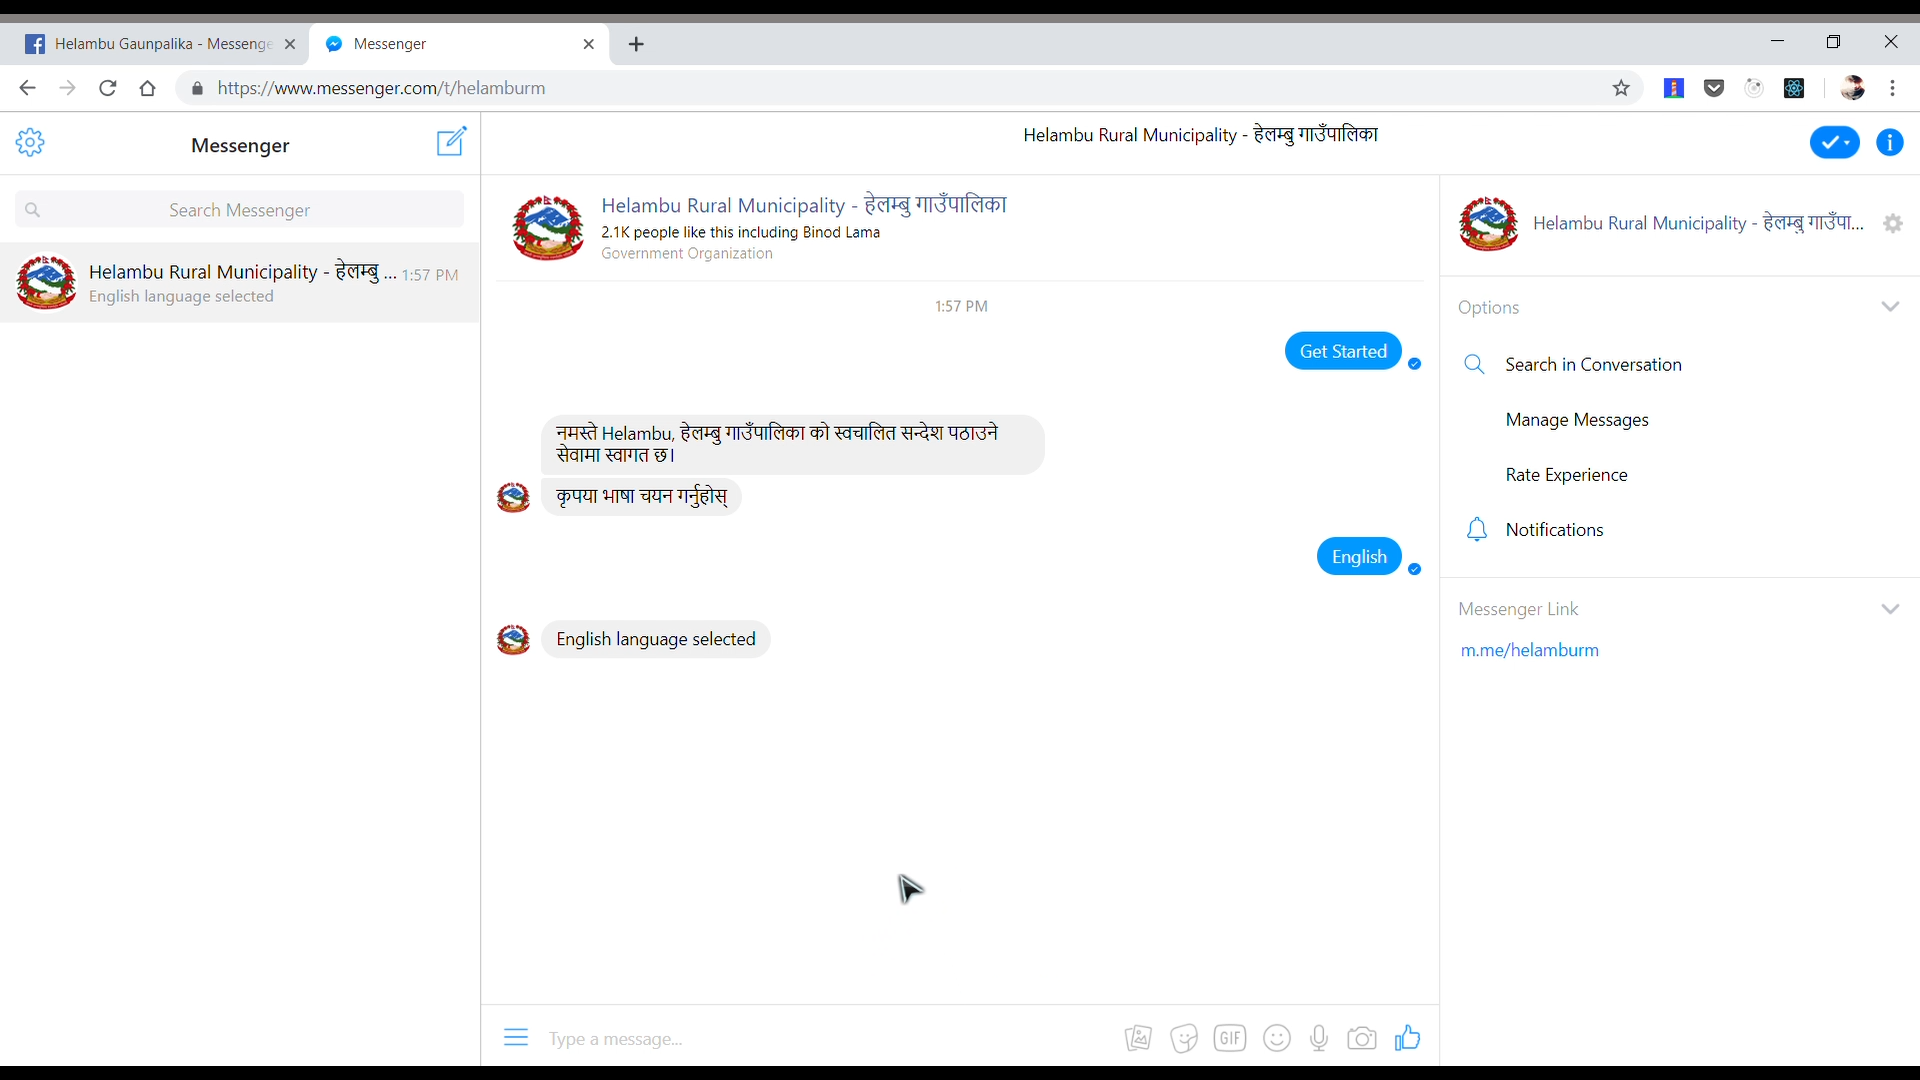 Helambu Gaunpalika - Messenge
Messenger
https://www.messenger.com/t/helamburm
Messenger
Search Messenger
Helambu Rural Municipality - हेलम्बु ... 1:57 PM
English language selected
Helambu Rural Municipality - हेलम्बु गाउँपालिका
Helambu Rural Municipality - हेलम्बु गाउँपालिका
2.1K people like this including Binod Lama
Government Organization
1:57 PM
Get Started
नमस्ते Helambu, हेलम्बु गाउँपालिका को स्वचालित सन्देश पठाउने
सेवामा स्वागत छ।
कृपया भाषा चयन गर्नुहोस्
English
English language selected
Type a message...
GIF
Helambu Rural Municipality - हेलम्बु गाउँपा...
Options
Search in Conversation
Manage Messages
Rate Experience
Notifications
Messenger Link
m.me/helamburm